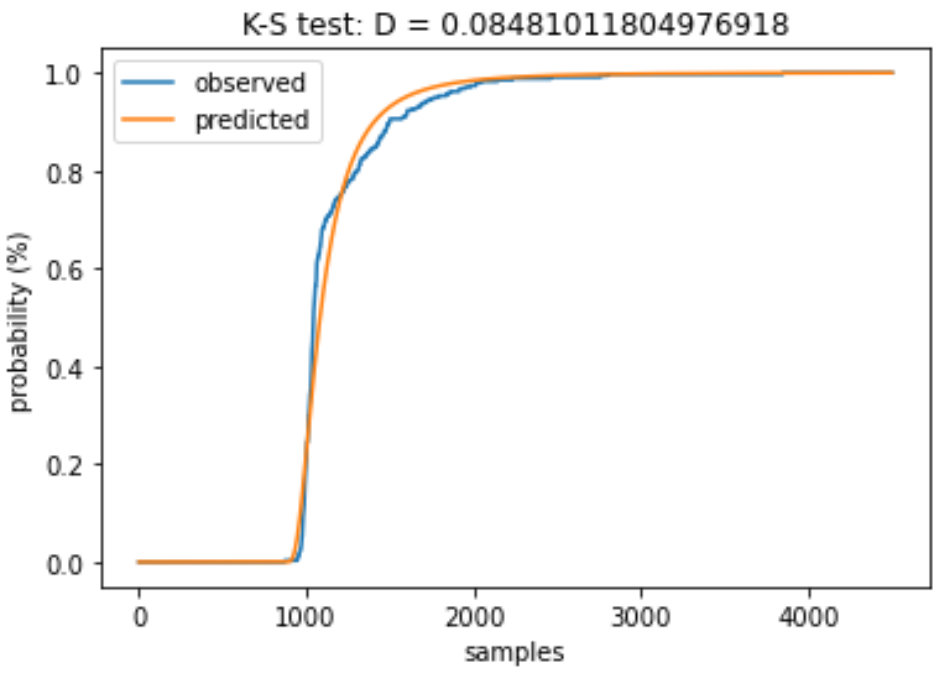 K-S test: D = 0.08481011804976918
observed
predicted
1.0
0.8
0.6
0.4
0.2
0.0
probability (%)
0 1000 2000 3000 4000
samples